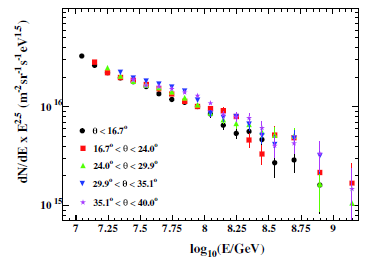 dN/dE x E^2.5 (m^-2 sr^-1 s^-1 eV^1.5)
10^16
10^15
θ < 16.7°
16.7° < θ < 24.0°
24.0° < θ < 29.9°
29.9° < θ < 35.1°
35.1° < θ < 40.0°
7 7.25 7.5 7.75 8 8.25 8.5 8.75 9
log10(E/GeV)